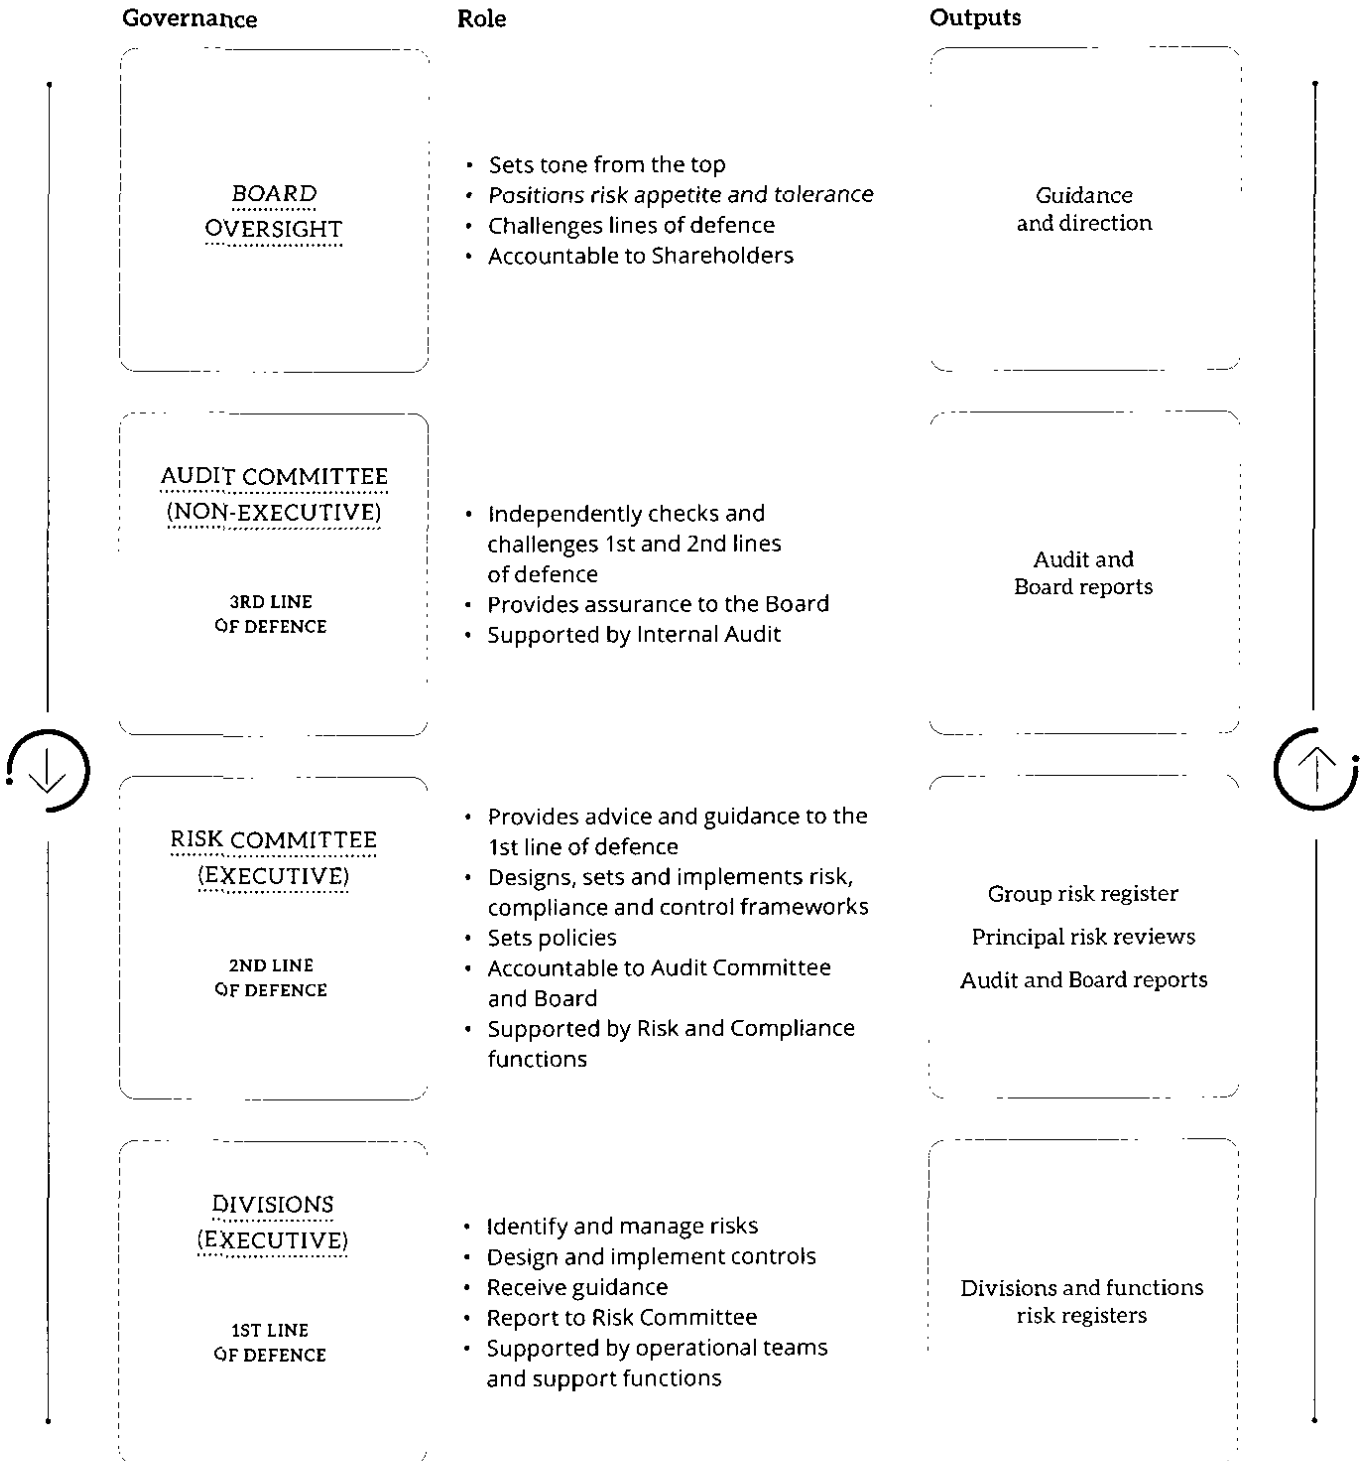 Governance
Role
Outputs
BOARD
OVERSIGHT
• Sets tone from the top
• Positions risk appetite and tolerance
• Challenges lines of defence
• Accountable to Shareholders
Guidance
and direction
AUDIT COMMITTEE
(NON-EXECUTIVE)
3RD LINE
OF DEFENCE
• Independently checks and
challenges 1st and 2nd lines
of defence
• Provides assurance to the Board
• Supported by Internal Audit
Audit and
Board reports
RISK COMMITTEE
(EXECUTIVE)
2ND LINE
OF DEFENCE
• Provides advice and guidance to the
1st line of defence
• Designs, sets and implements risk,
compliance and control frameworks
• Sets policies
• Accountable to Audit Committee
and Board
• Supported by Risk and Compliance
functions
Group risk register
Principal risk reviews
Audit and Board reports
DIVISIONS
(EXECUTIVE)
1ST LINE
OF DEFENCE
• Identify and manage risks
• Design and implement controls
• Receive guidance
• Report to Risk Committee
• Supported by operational teams
and support functions
Divisions and functions
risk registers